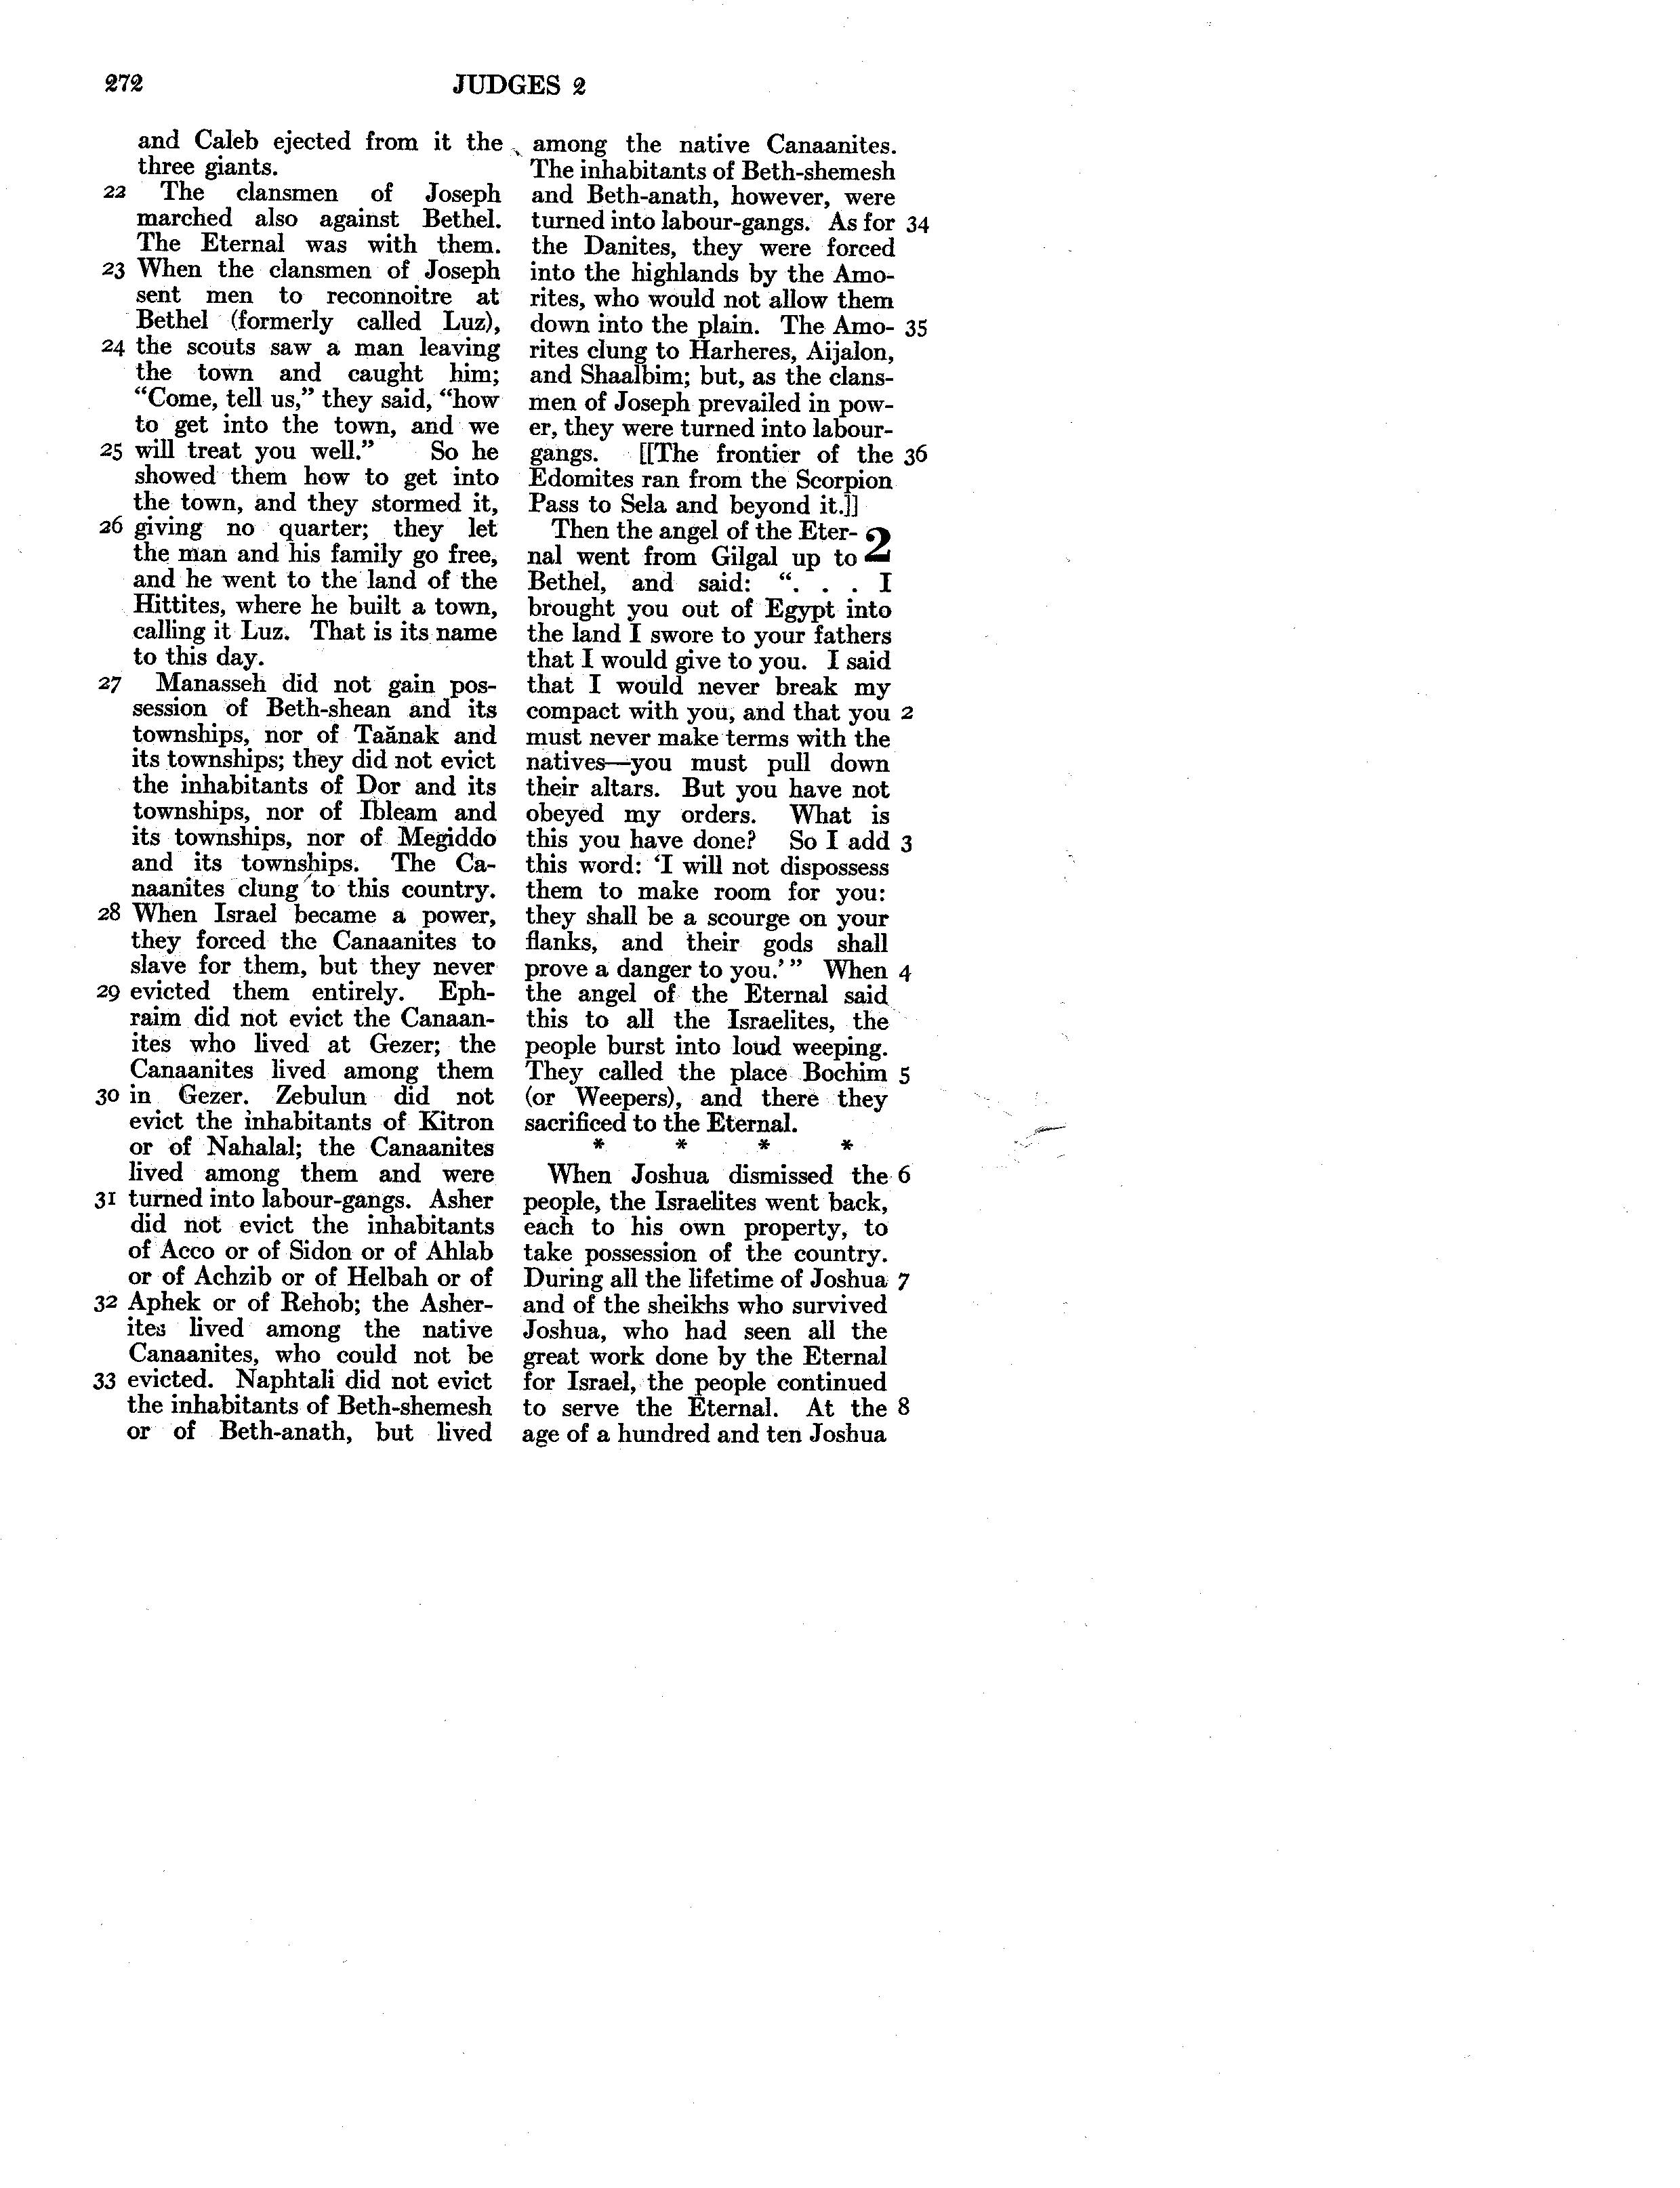 272 JUDGES 2
and Caleb ejected from it the
three giants.
22 The clansmen of Joseph
marched also against Bethel.
The Eternal was with them.
23 When the clansmen of Joseph
sent men to reconnoitre at
Bethel (formerly called Luz),
24 the scouts saw a man leaving
the town and caught him;
“Come, tell us,” they said, “how
to get into the town, and we
25 will treat you well.” So he
showed them how to get into
the town, and they stormed it,
26 giving no quarter; they let
the man and his family go free,
and he went to the land of the
Hittites, where he built a town,
calling it Luz. That is its name
to this day.
27 Manasseh did not gain pos-
session of Beth-shean and its
townships, nor of Taănak and
its townships; they did not evict
the inhabitants of Dor and its
townships, nor of Ibleam and
its townships, nor of Megiddo
and its townships. The Ca-
naanites clung to this country.
28 When Israel became a power,
they forced the Canaanites to
slave for them, but they never
29 evicted them entirely. Eph-
raim did not evict the Canaan-
ites who lived at Gezer; the
Canaanites lived among them
30 in Gezer. Zebulun did not
evict the inhabitants of Kitron
or of Nahalal; the Canaanites
lived among them and were
31 turned into labour-gangs. Asher
did not evict the inhabitants
of Acco or of Sidon or of Ahlab
or of Achzib or of Helbah or of
32 Aphek or of Rehob; the Asher-
ites lived among the native
Canaanites, who could not be
33 evicted. Naphtali did not evict
the inhabitants of Beth-shemesh
or of Beth-anath, but lived
among the native Canaanites.
The inhabitants of Beth-shemesh
and Beth-anath, however, were
turned into labour-gangs. As for 34
the Danites, they were forced
into the highlands by the Amo-
rites, who would not allow them
down into the plain. The Amo- 35
rites clung to Harheres, Aijalon,
and Shaalbim; but, as the clans-
men of Joseph prevailed in pow-
er, they were turned into labour-
gangs. [[The frontier of the 36
Edomites ran from the Scorpion
Pass to Sela and beyond it.]]
Then the angel of the Eter- 2
nal went from Gilgal up to
Bethel, and said: “. . . I
brought you out of Egypt into
the land I swore to your fathers
that I would give to you. I said
that I would never break my
compact with you, and that you 2
must never make terms with the
natives—you must pull down
their altars. But you have not
obeyed my orders. What is
this you have done? So I add 3
this word: ‘I will not dispossess
them to make room for you:
they shall be a scourge on your
flanks, and their gods shall
prove a danger to you.’” When 4
the angel of the Eternal said
this to all the Israelites, the
people burst into loud weeping.
They called the place Bochim 5
(or Weepers), and there they
sacrificed to the Eternal.
* * * *
When Joshua dismissed the 6
people, the Israelites went back,
each to his own property, to
take possession of the country.
During all the lifetime of Joshua 7
and of the sheikhs who survived
Joshua, who had seen all the
great work done by the Eternal
for Israel, the people continued
to serve the Eternal. At the 8
age of a hundred and ten Joshua